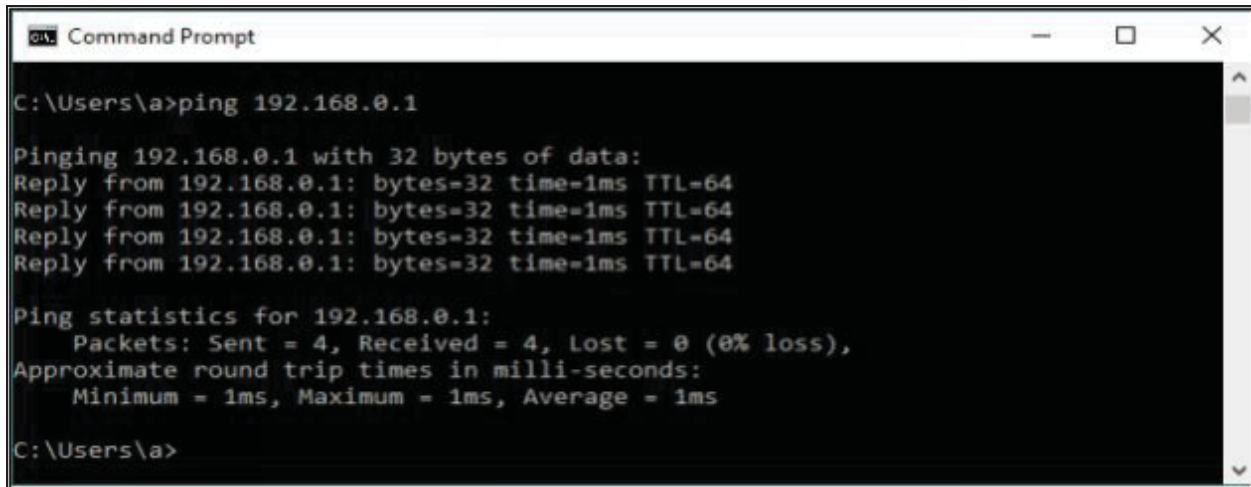 Command Prompt
C:\Users\a>ping 192.168.0.1
Pinging 192.168.0.1 with 32 bytes of data:
Reply from 192.168.0.1: bytes=32 time=1ms TTL=64
Reply from 192.168.0.1: bytes=32 time=1ms TTL=64
Reply from 192.168.0.1: bytes=32 time=1ms TTL=64
Reply from 192.168.0.1: bytes=32 time=1ms TTL=64
Ping statistics for 192.168.0.1:
Packets: Sent = 4, Received = 4, Lost = 0 (0% loss),
Approximate round trip times in milli-seconds:
Minimum = 1ms, Maximum = 1ms, Average = 1ms
C:\Users\a>